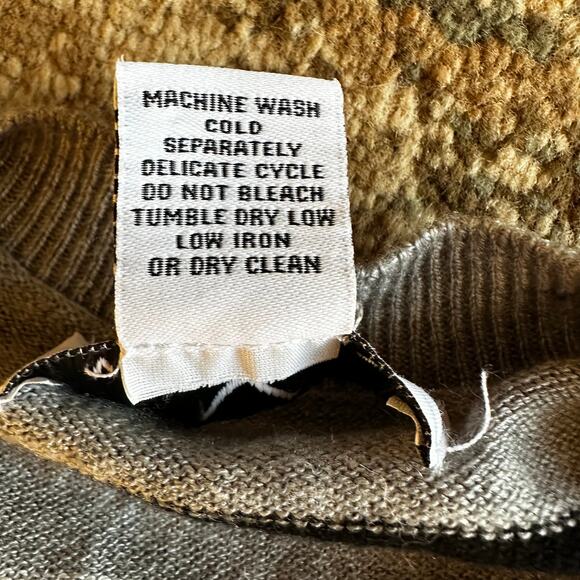 MACHINE WASH
COLD
SEPARATELY
DELICATE CYCLE
DO NOT BLEACH
TUMBLE DRY LOW
LOW IRON
OR DRY CLEAN